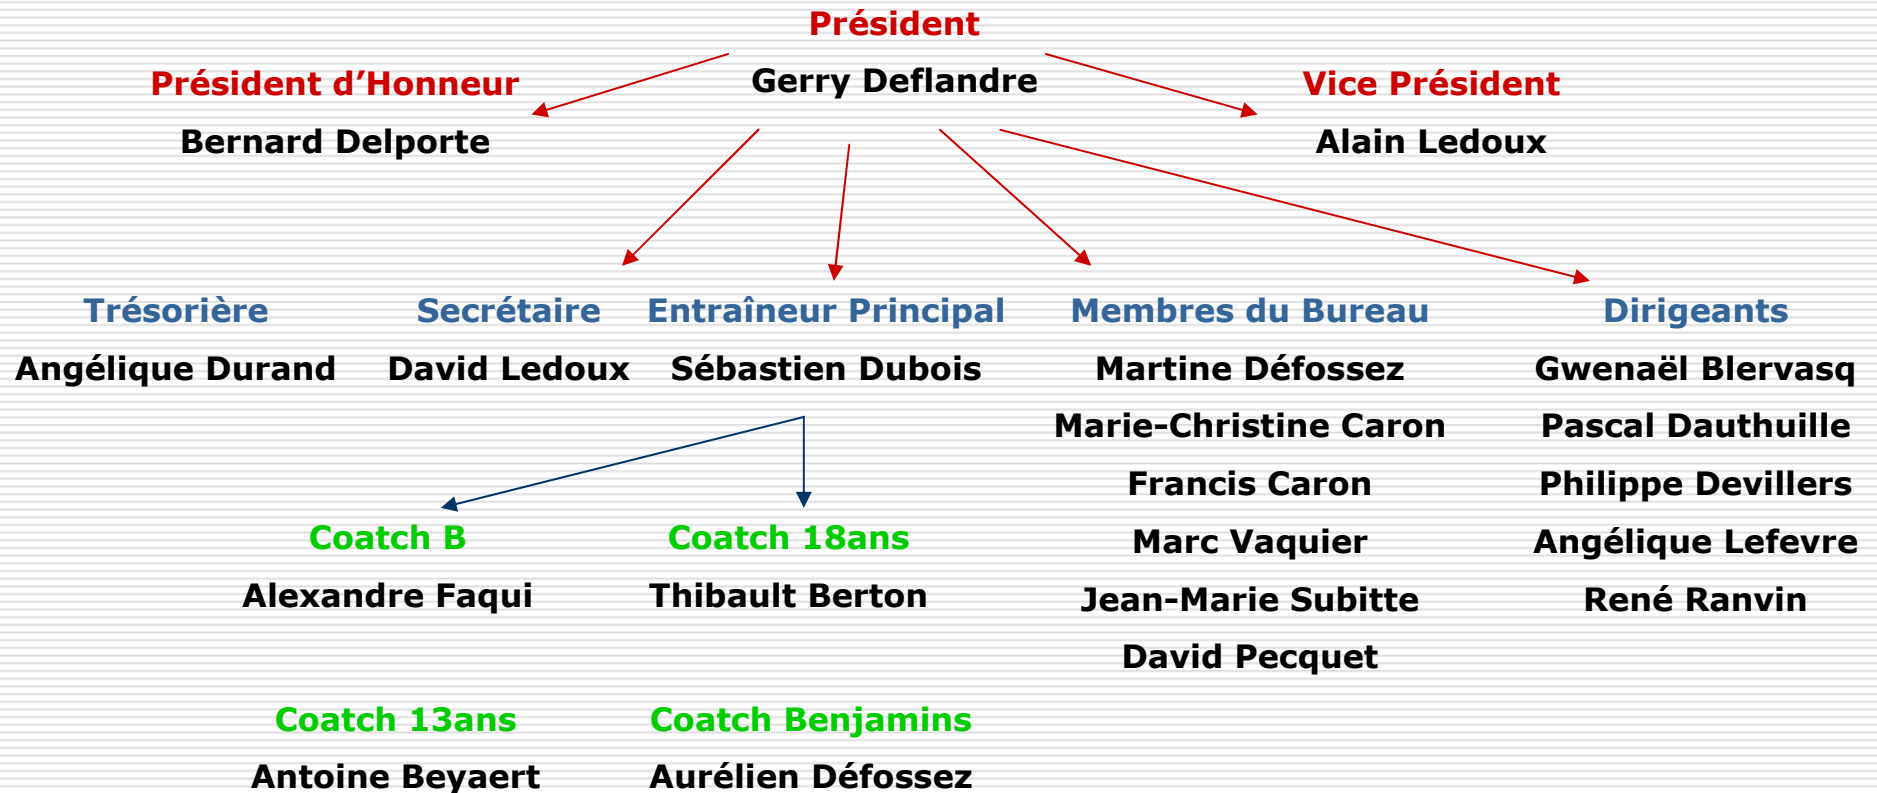 Président
Gerry Deflandre
Président d’Honneur
Bernard Delporte
Vice Président
Alain Ledoux
Trésorière
Angélique Durand
Secrétaire
David Ledoux
Entraîneur Principal
Sébastien Dubois
Membres du Bureau
Martine Défossez
Marie-Christine Caron
Francis Caron
Marc Vaquier
Jean-Marie Subitte
David Pecquet
Dirigeants
Gwenaël Blervasq
Pascal Dauthuille
Philippe Devillers
Angélique Lefevre
René Ranvin
Coatch B
Alexandre Faqui
Coatch 18ans
Thibault Berton
Coatch 13ans
Antoine Beyaert
Coatch Benjamins
Aurélien Défossez